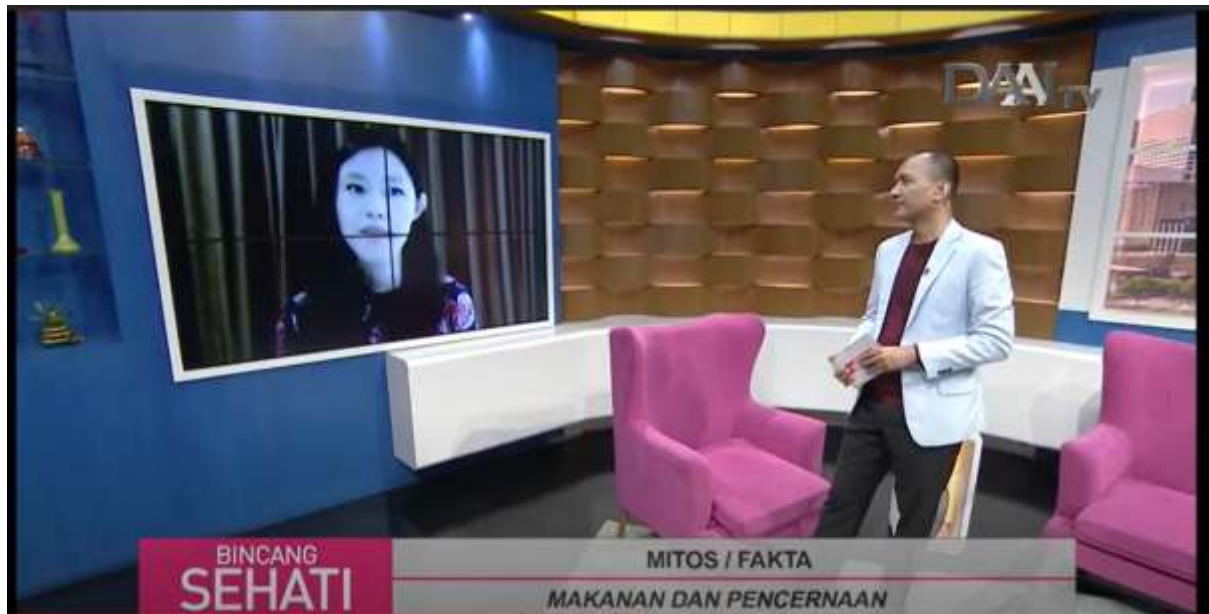 DAAI TV
BINCANG
SEHATI
MITOS / FAKTA
MAKANAN DAN PENCERNAAN